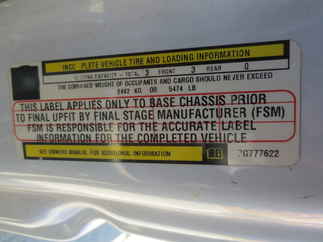 INCOMPLETE VEHICLE TIRE AND LOADING INFORMATION
SEATING CAPACITY - TOTAL 3 FRONT 3 REAR 0
THE COMBINED WEIGHT OF OCCUPANTS AND CARGO SHOULD NEVER EXCEED
2482 KG OR 5474 LB
THIS LABEL APPLIES ONLY TO BASE CHASSIS PRIOR
TO FINAL UPFIT BY FINAL STAGE MANUFACTURER (FSM)
FSM IS RESPONSIBLE FOR THE ACCURATE LABEL
INFORMATION FOR THE COMPLETED VEHICLE
SEE OWNERS MANUAL FOR ADDITIONAL INFORMATION
7G777622